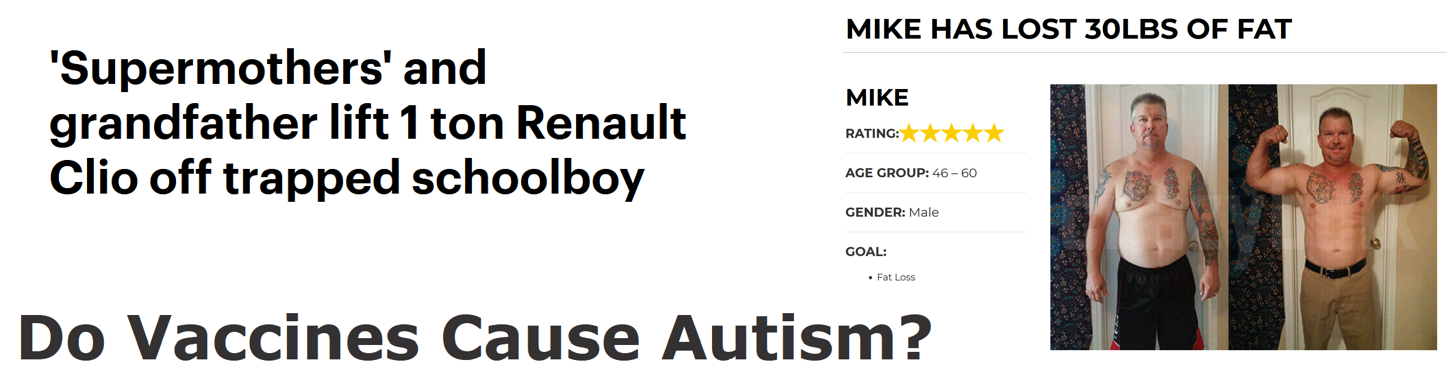 'Supermothers' and
grandfather lift 1 ton Renault
Clio off trapped schoolboy
MIKE HAS LOST 30LBS OF FAT
MIKE
RATING:
AGE GROUP: 46 – 60
GENDER: Male
GOAL:
• Fat Loss
Do Vaccines Cause Autism?